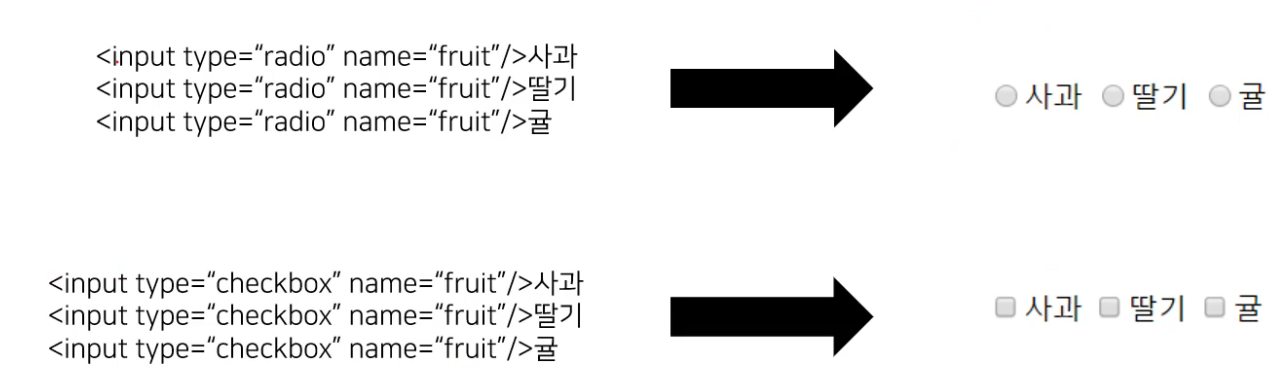 <input type=“radio” name=“fruit”/>사과
<input type=“radio” name=“fruit”/>딸기
<input type=“radio” name=“fruit”/>귤
사과 딸기 귤
<input type=“checkbox” name=“fruit”/>사과
<input type=“checkbox” name=“fruit”/>딸기
<input type=“checkbox” name=“fruit”/>귤
사과 딸기 귤